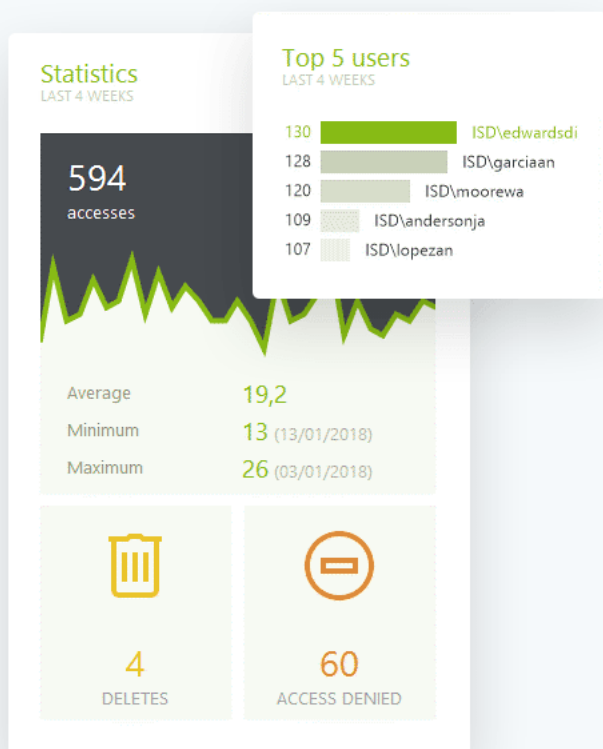 Statistics
LAST 4 WEEKS
594
accesses
Average 19,2
Minimum 13 (13/01/2018)
Maximum 26 (03/01/2018)
4
DELETES
60
ACCESS DENIED
Top 5 users
LAST 4 WEEKS
130 ISD\edwardsdi
128 ISD\garciaan
120 ISD\moorewa
109 ISD\andersonja
107 ISD\lopezan